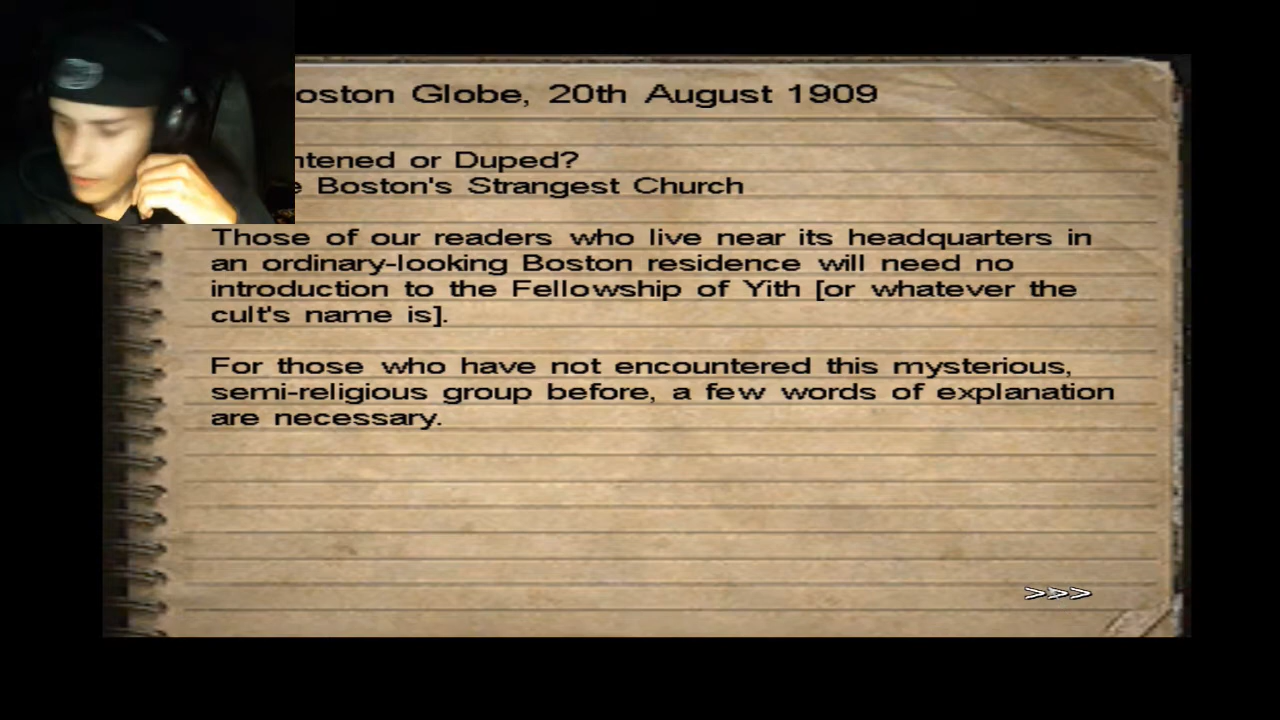 oston Globe, 20th August 1909
ntened or Duped?
e Boston's Strangest Church
Those of our readers who live near its headquarters in
an ordinary-looking Boston residence will need no
introduction to the Fellowship of Yith [or whatever the
cult's name is].
For those who have not encountered this mysterious,
semi-religious group before, a few words of explanation
are necessary.
>>>